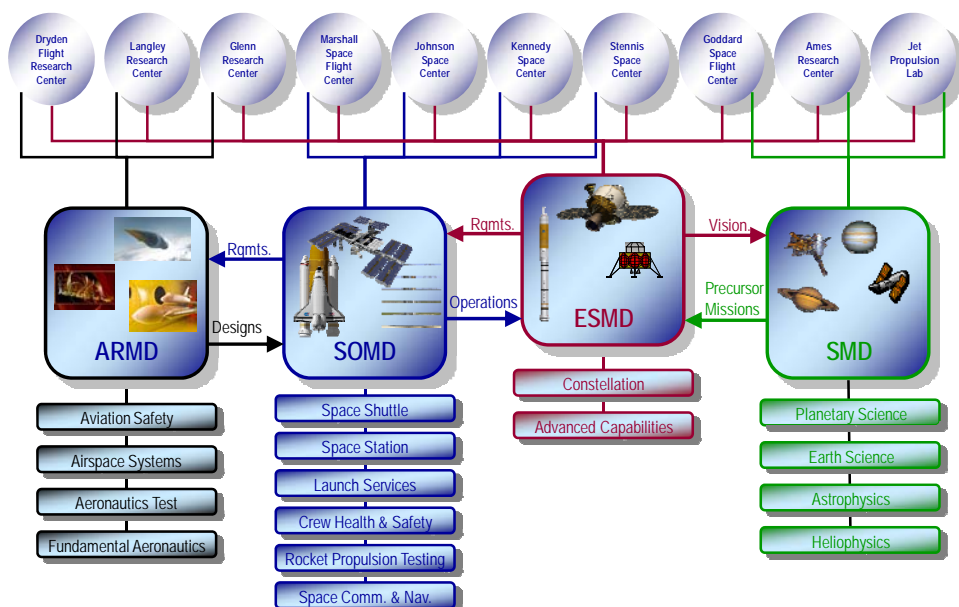 Dryden
Flight
Research
Center
Langley
Research
Center
Glenn
Research
Center
Marshall
Space
Flight
Center
Johnson
Space
Center
Kennedy
Space
Center
Stennis
Space
Center
Goddard
Space
Flight
Center
Ames
Research
Center
Jet
Propulsion
Lab
Rqmts.
Designs
ARMD
Rqmts.
Operations
SOMD
Vision
Precursor
Missions
ESMD
SMD
Aviation Safety
Airspace Systems
Aeronautics Test
Fundamental Aeronautics
Space Shuttle
Space Station
Launch Services
Crew Health & Safety
Rocket Propulsion Testing
Space Comm. & Nav.
Constellation
Advanced Capabilities
Planetary Science
Earth Science
Astrophysics
Heliophysics